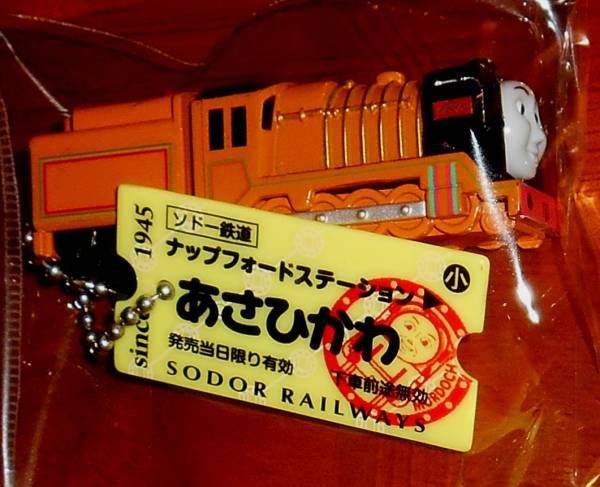 since 1945
ソドー鉄道
小
ナップフォードステーション▶
あさひかわ
発売当日限り有効
下車前途無効
SODOR RAILWAYS
MURDOCH